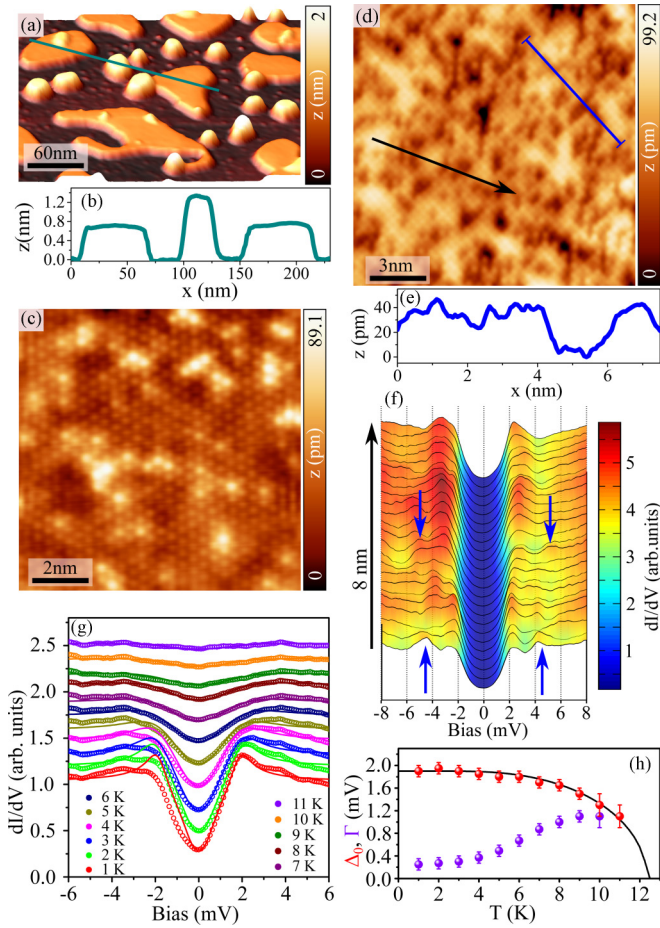 (a)
60nm
2
z (nm)
0
(b)
z(nm)
1.2
0.8
0.4
0.0
0 50 100 150 200
x (nm)
(c)
2nm
89.1
z (pm)
0
(d)
3nm
99.2
z (pm)
0
(e)
z (pm)
40
20
0
0 2 4 6
x (nm)
(f)
8 nm
-8 -6 -4 -2 0 2 4 6 8
Bias (mV)
5
4
3
2
1
dI/dV (arb.units)
(g)
dI/dV (arb. units)
2.5
2.0
1.5
1.0
0.5
0.0
6 K
5 K
4 K
3 K
2 K
1 K
11 K
10 K
9 K
8 K
7 K
-6 -4 -2 0 2 4 6
Bias (mV)
(h)
Δ₀, Γ (mV)
2.0
1.6
1.2
0.8
0.4
0.0
0 2 4 6 8 10 12
T (K)